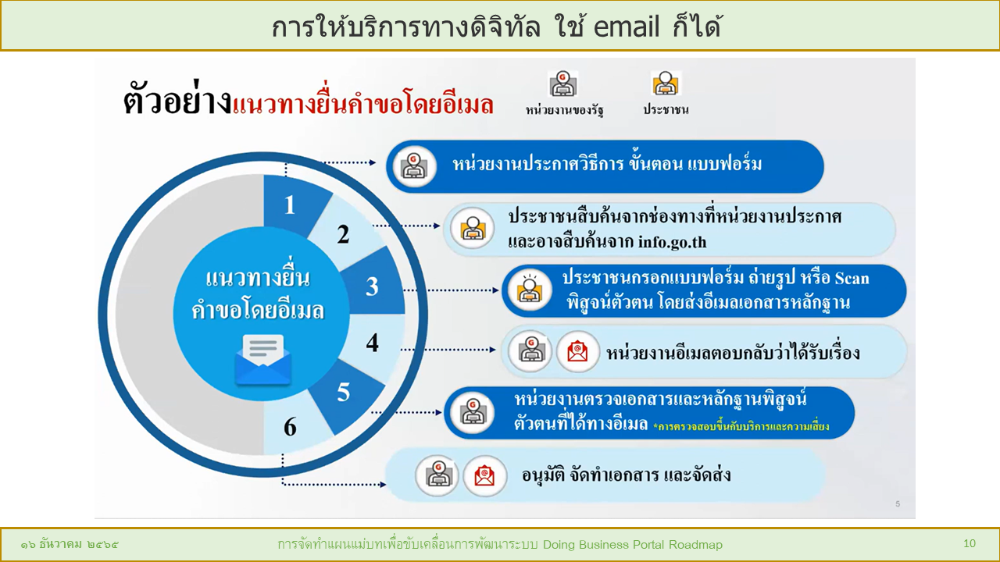 การให้บริการทางดิจิทัล ใช้ email ก็ได้
ตัวอย่างแนวทางยื่นคำขอโดยอีเมล
หน่วยงานของรัฐ
ประชาชน
แนวทางยื่น
คำขอโดยอีเมล
1
หน่วยงานประกาศวิธีการ ขั้นตอน แบบฟอร์ม
2
ประชาชนสืบค้นจากช่องทางที่หน่วยงานประกาศ
และอาจสืบค้นจาก info.go.th
3
ประชาชนกรอกแบบฟอร์ม ถ่ายรูป หรือ Scan
พิสูจน์ตัวตน โดยส่งอีเมลเอกสารหลักฐาน
4
หน่วยงานอีเมลตอบกลับว่าได้รับเรื่อง
5
หน่วยงานตรวจเอกสารและหลักฐานพิสูจน์
ตัวตนที่ได้ทางอีเมล *การตรวจสอบขึ้นกับบริการและความเสี่ยง
6
อนุมัติ จัดทำเอกสาร และจัดส่ง
5
๑๖ ธันวาคม ๒๕๖๕
การจัดทำแผนแม่บทเพื่อขับเคลื่อนการพัฒนาระบบ Doing Business Portal Roadmap
10